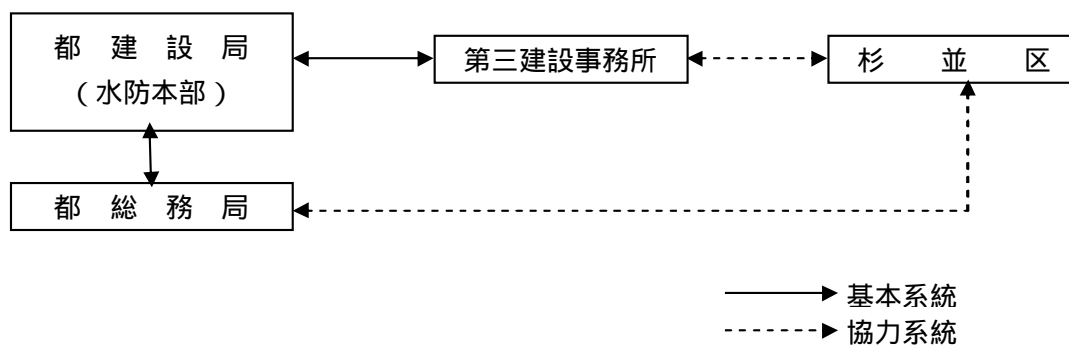 都　建　設　局
（水防本部）
第三建設事務所
杉　並　区
都　総　務　局
基本系統
協力系統